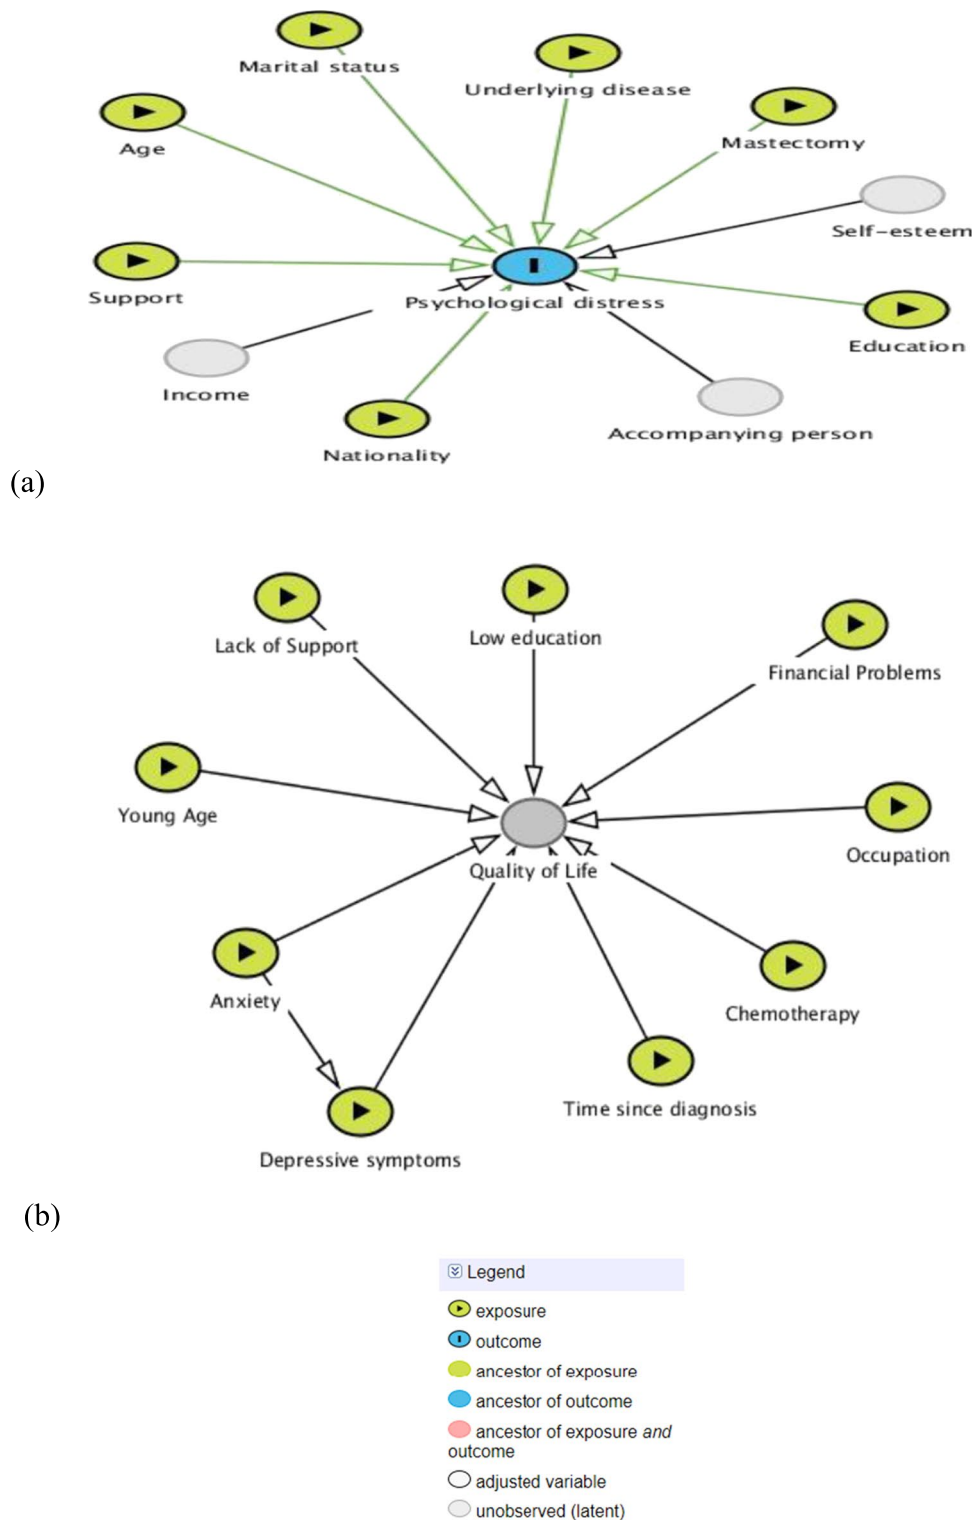 Marital status
Underlying disease
Age
Mastectomy
Self-esteem
Support
Psychological distress
Education
Income
Accompanying person
Nationality
(a)
Lack of Support
Low education
Financial Problems
Young Age
Occupation
Quality of Life
Anxiety
Chemotherapy
Time since diagnosis
Depressive symptoms
(b)
Legend
exposure
outcome
ancestor of exposure
ancestor of outcome
ancestor of exposure and
outcome
adjusted variable
unobserved (latent)